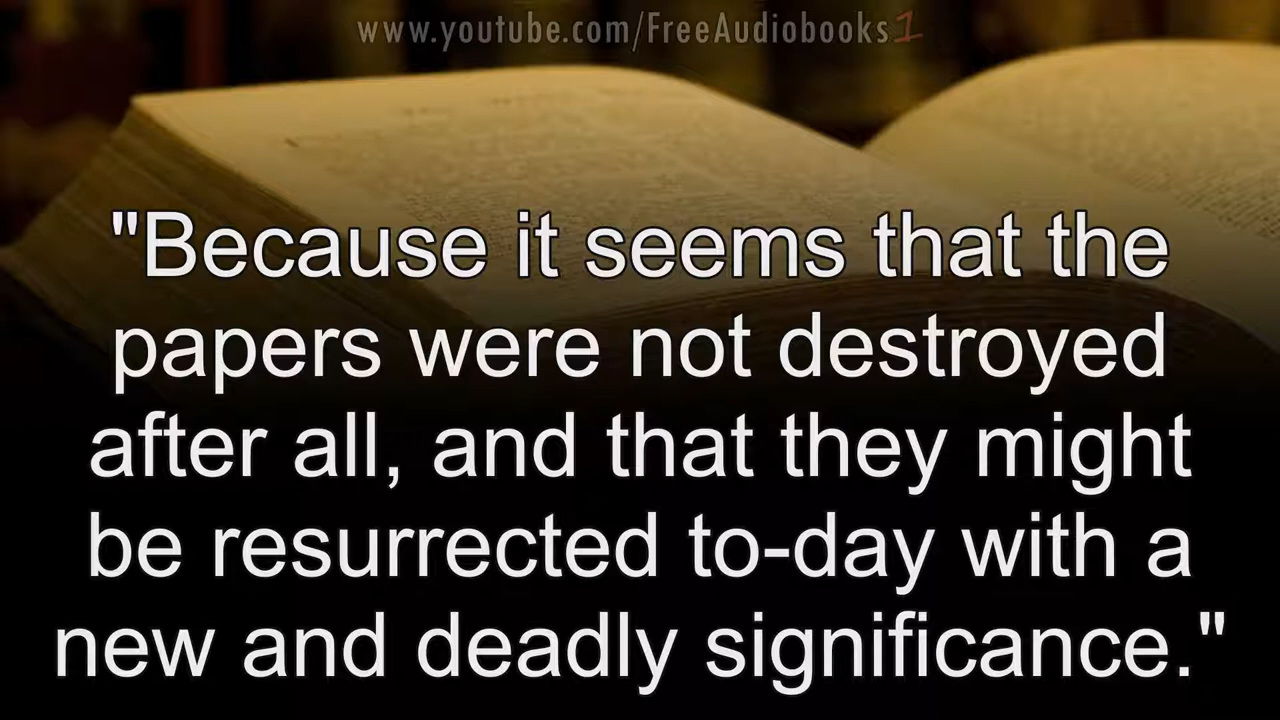 www.youtube.com/FreeAudiobooks1
"Because it seems that the
papers were not destroyed
after all, and that they might
be resurrected to-day with a
new and deadly significance."